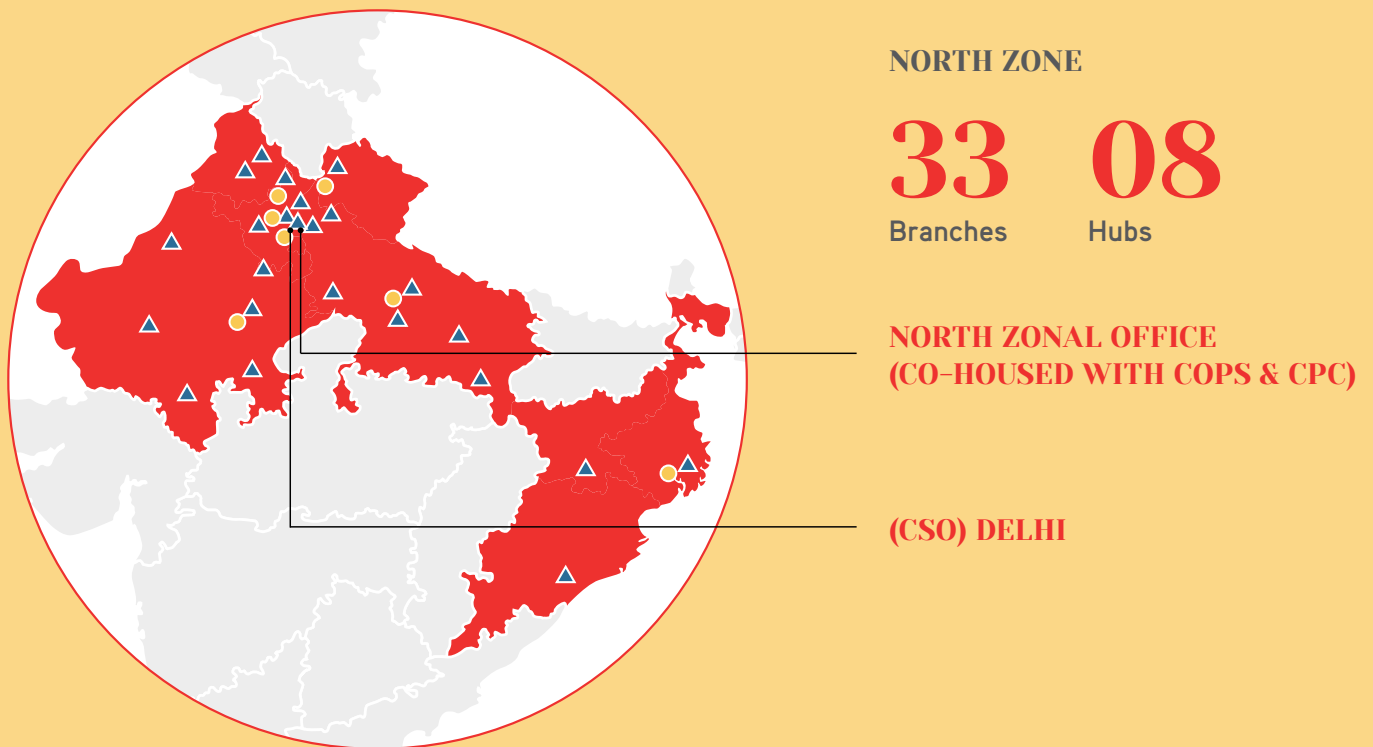 NORTH ZONE
33 08
Branches Hubs
NORTH ZONAL OFFICE
(CO-HOUSED WITH COPS & CPC)
(CSO) DELHI